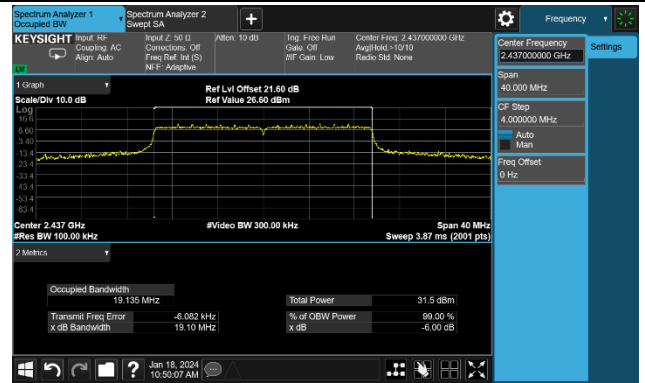 Spectrum Analyzer 1
Occupied BW
Spectrum Analyzer 2
Swept SA
+
Frequency
KEYSIGHT Input: RF
Coupling: AC
Align: Auto
Input Z: 50 Ω
Corrections: Off
Freq Ref: Int (S)
NFE: Adaptive
Atten: 10 dB
Trig: Free Run
Gate: Off
#IF Gain: Low
Center Freq: 2.437000000 GHz
Avg|Hold:>10/10
Radio Std: None
Center Frequency
2.437000000 GHz
Settings
Span
40.000 MHz
CF Step
4.000000 MHz
Auto
Man
Freq Offset
0 Hz
1 Graph
Scale/Div 10.0 dB
Ref Lvl Offset 21.60 dB
Ref Value 26.60 dBm
Log
16.6
6.60
-3.40
-13.4
-23.4
-33.4
-43.4
-53.4
-63.4
Center 2.437 GHz
#Res BW 100.00 kHz
#Video BW 300.00 kHz
Span 40 MHz
Sweep 3.87 ms (2001 pts)
2 Metrics
Occupied Bandwidth
19.135 MHz
Total Power 31.5 dBm
Transmit Freq Error -6.082 kHz
% of OBW Power 99.00 %
x dB Bandwidth 19.10 MHz
x dB -6.00 dB
?
Jan 18, 2024
10:50:07 AM